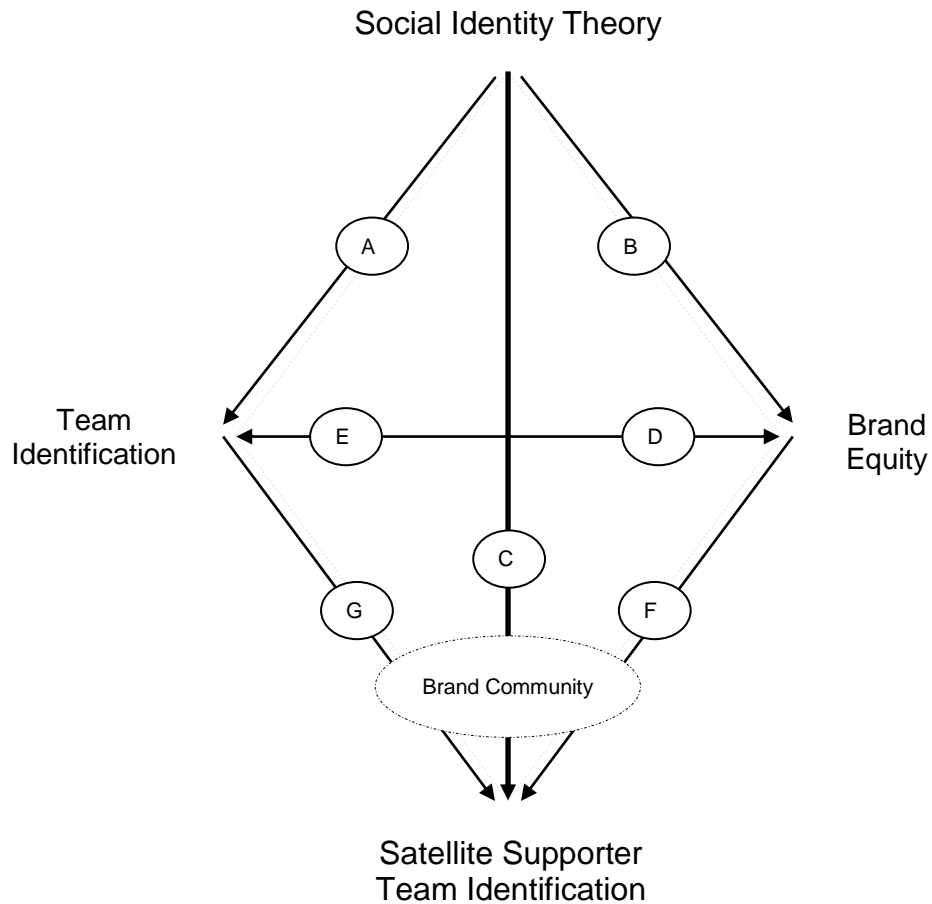 Social Identity Theory
A
B
Team
Identification
E
D
Brand
Equity
C
G
F
Brand Community
Satellite Supporter
Team Identification